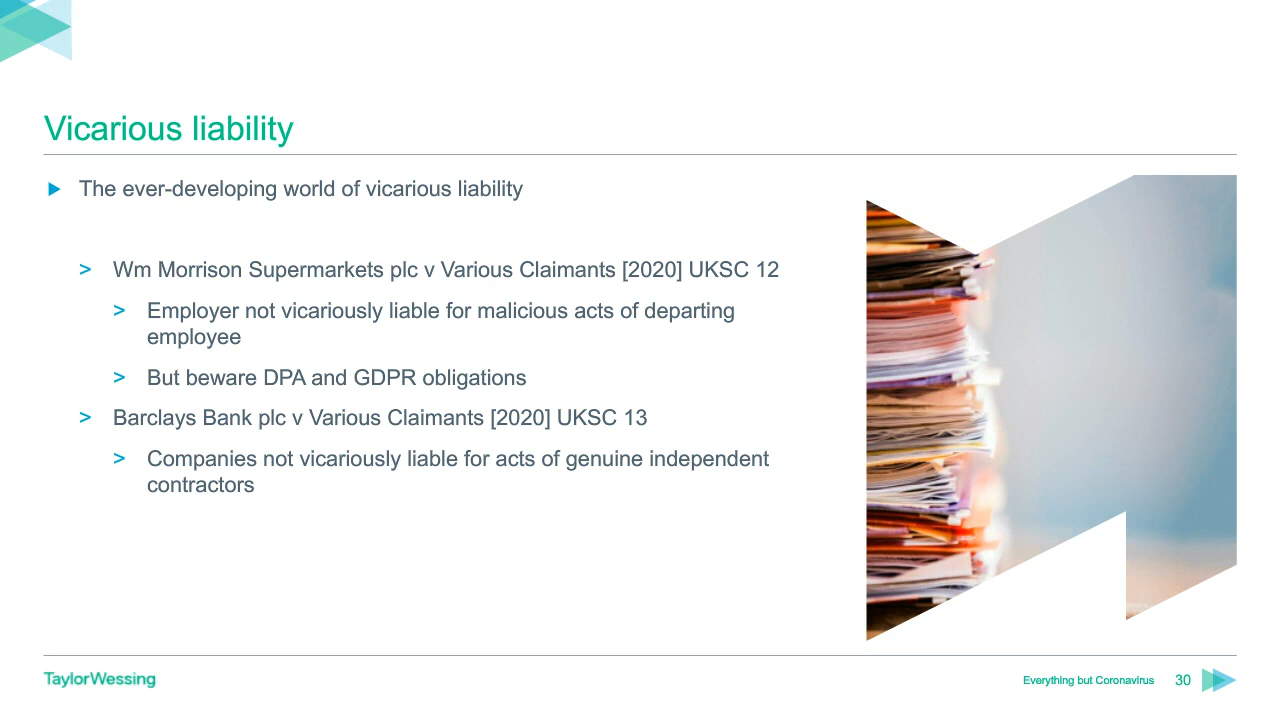 Vicarious liability
The ever-developing world of vicarious liability
> Wm Morrison Supermarkets plc v Various Claimants [2020] UKSC 12
> Employer not vicariously liable for malicious acts of departing
employee
> But beware DPA and GDPR obligations
> Barclays Bank plc v Various Claimants [2020] UKSC 13
> Companies not vicariously liable for acts of genuine independent
contractors
TaylorWessing
Everything but Coronavirus 30